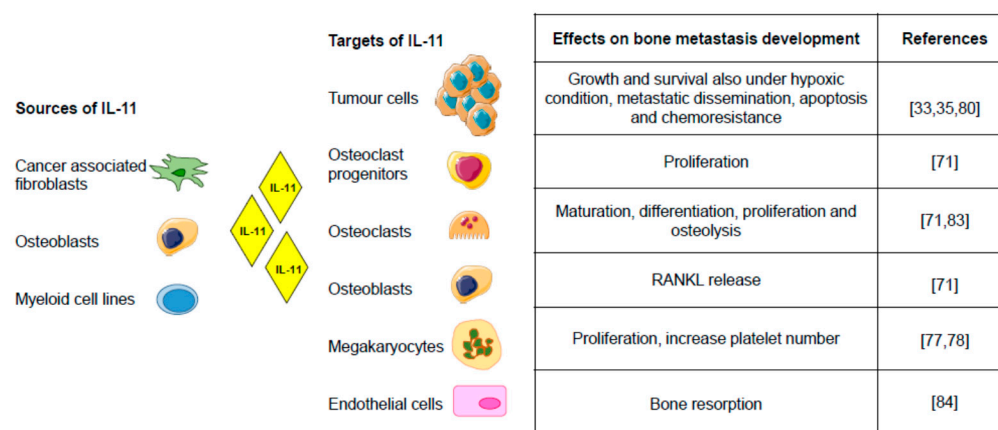 Sources of IL-11
Cancer associated
fibroblasts
Osteoblasts
Myeloid cell lines
IL-11
IL-11
IL-11
Targets of IL-11
Effects on bone metastasis development
References
Tumour cells
Growth and survival also under hypoxic
condition, metastatic dissemination, apoptosis
and chemoresistance
[33,35,80]
Osteoclast
progenitors
Proliferation
[71]
Osteoclasts
Maturation, differentiation, proliferation and
osteolysis
[71,83]
Osteoblasts
RANKL release
[71]
Megakaryocytes
Proliferation, increase platelet number
[77,78]
Endothelial cells
Bone resorption
[84]